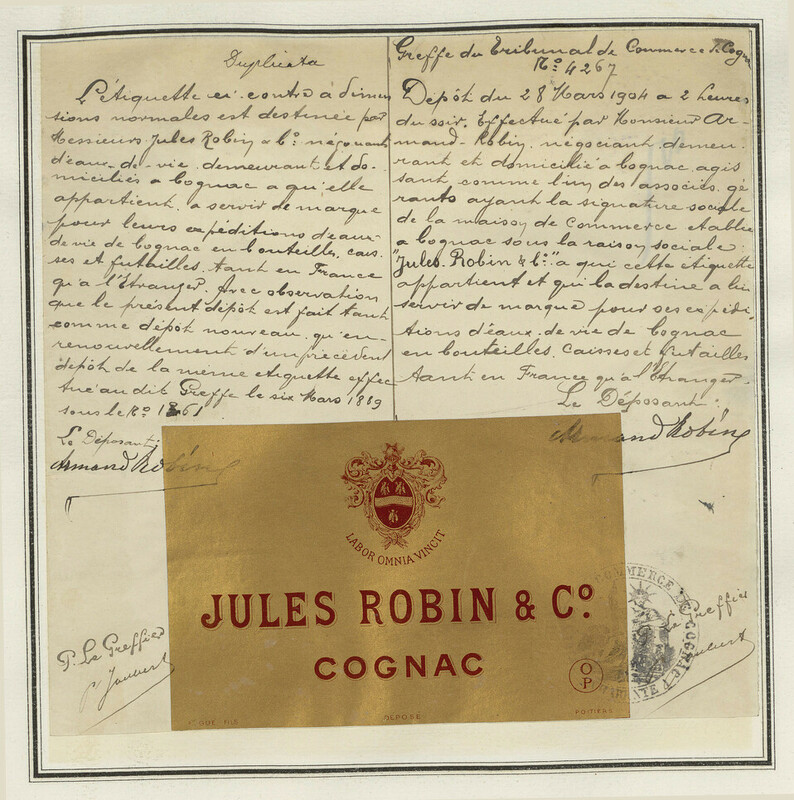 Duplicata
L'étiquette ci-contre à dimen
sions normales est destinée par
Messieurs Jules Robin & Co: négociants
d'eaux-de-vie, demeurant et do-
miciliés à Cognac à qu'elle
appartient, à servir de marque
pour leurs expéditions d'eaux-
de-vie de Cognac en bouteilles, cais-
ses et futailles, tant en France
qu'à l'Etranger. Avec observation
que le présent dépôt est fait tant
comme dépôt nouveau, qu'en
renouvellement d'un précédent
dépôt de la même étiquette effec
tué au dit Greffe le six Mars 1889
sous le No:
Le Déposant:
Armand Robin
P. Le Greffier
p. Joubert
Greffe du Tribunal de Commerce de Cognac
No: 4267
Dépôt du 28 Mars 1904 à 2 heures
du soir. Effectué par Monsieur Ar-
mand Robin, négociant, demeu-
rant et domicilié à Cognac, agis
sant comme l'un des associés, gé
rants ayant la signature sociale
de la maison de commerce établie
à Cognac sous la raison sociale:
"Jules Robin & Co:" à qui cette étiquette
appartient et qui la destine à lui
servir de marque pour ses expédi-
tions d'eaux-de-vie de Cognac
en bouteilles, caisses et futailles
tant en France qu'à l'Etranger.
Le Déposant:
Armand Robin
LABOR OMNIA VINCIT
JULES ROBIN & Co
COGNAC
O
P
DÉPOSÉ
POITIERS
COMMERCE DE COGNAC
P. Le Greffier
Joubert